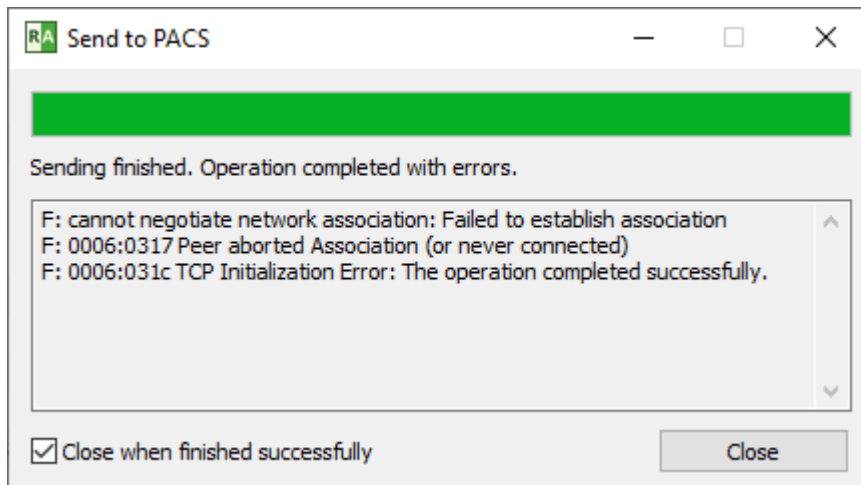 RA Send to PACS
Sending finished. Operation completed with errors.
F: cannot negotiate network association: Failed to establish association
F: 0006:0317 Peer aborted Association (or never connected)
F: 0006:031c TCP Initialization Error: The operation completed successfully.
Close when finished successfully
Close